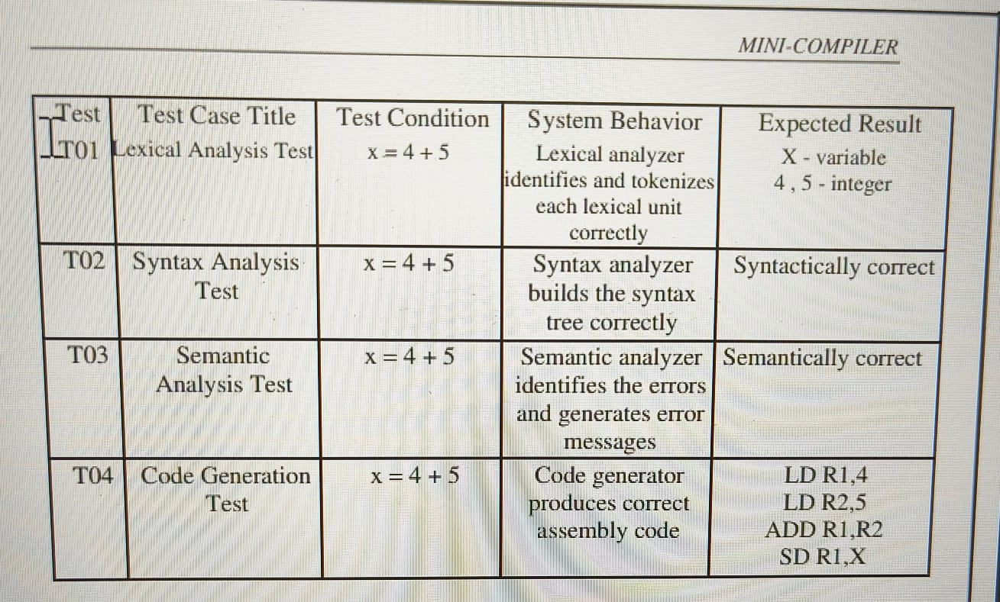 MINI-COMPILER
Test Test Case Title Test Condition System Behavior Expected Result
T01 Lexical Analysis Test x = 4 + 5 Lexical analyzer X - variable
identifies and tokenizes 4 , 5 - integer
each lexical unit
correctly
T02 Syntax Analysis x = 4 + 5 Syntax analyzer Syntactically correct
Test builds the syntax
tree correctly
T03 Semantic x = 4 + 5 Semantic analyzer Semantically correct
Analysis Test identifies the errors
and generates error
messages
T04 Code Generation x = 4 + 5 Code generator LD R1,4
Test produces correct LD R2,5
assembly code ADD R1,R2
SD R1,X